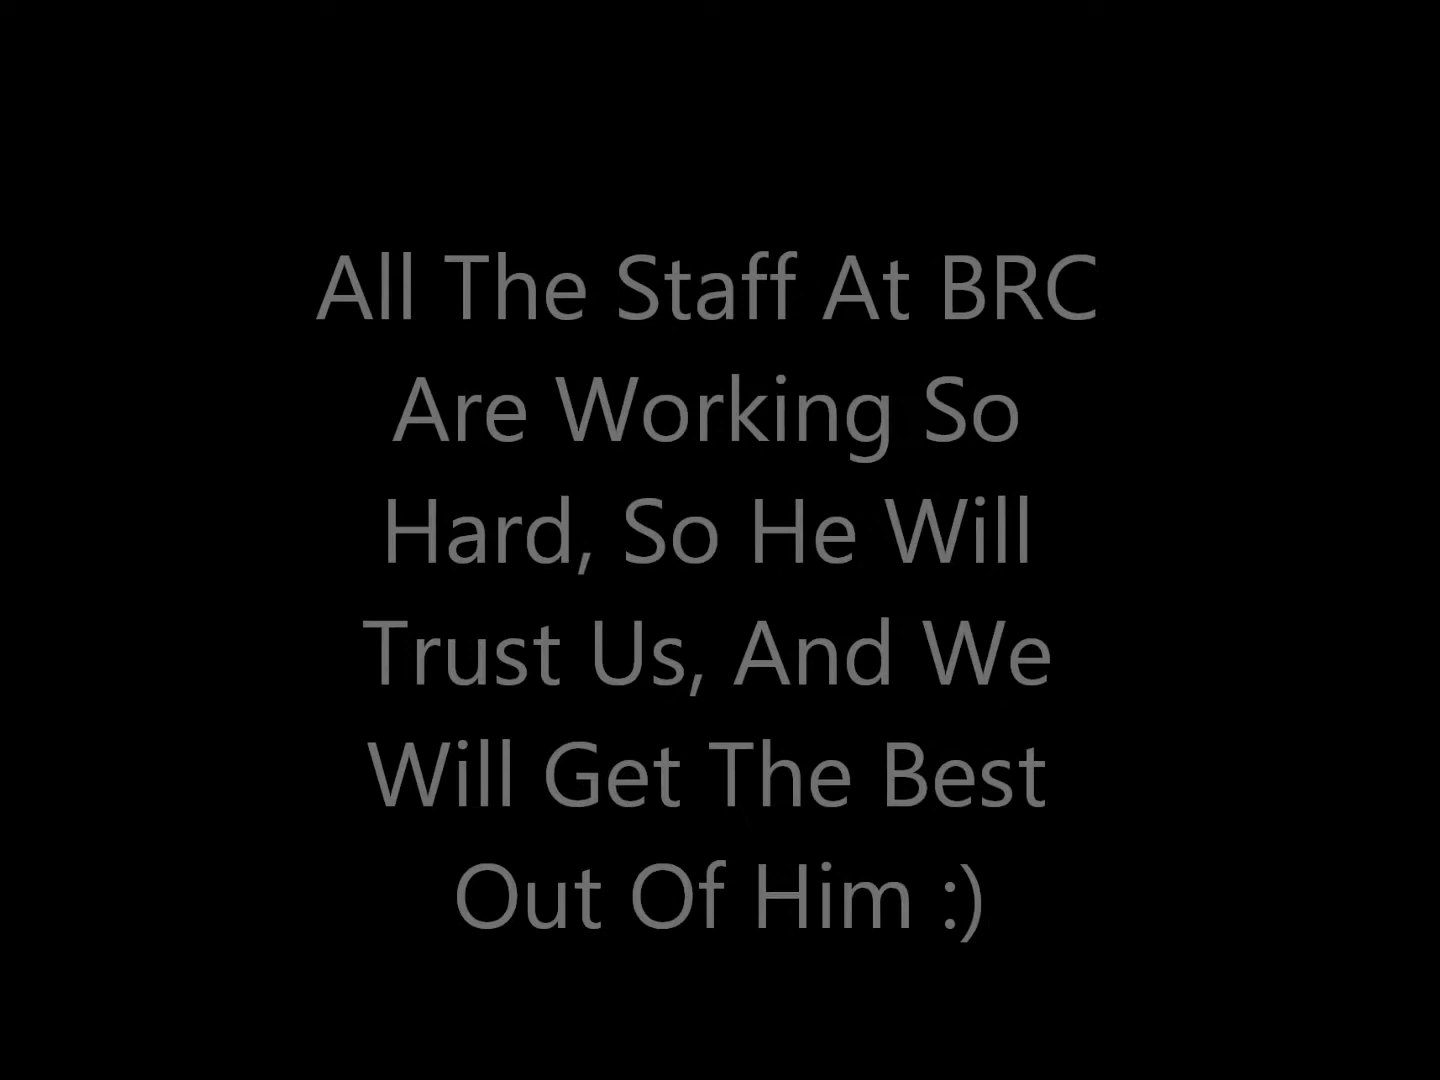 All The Staff At BRC
Are Working So
Hard, So He Will
Trust Us, And We
Will Get The Best
Out Of Him :)